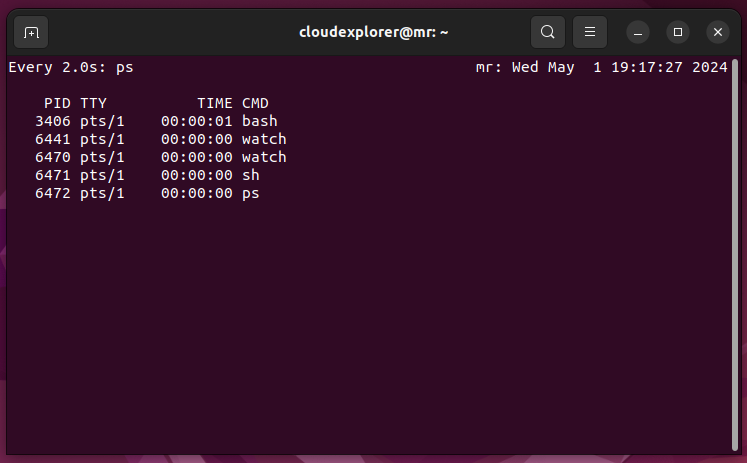 cloudexplorer@mr: ~
Every 2.0s: ps mr: Wed May  1 19:17:27 2024
    PID TTY          TIME CMD
   3406 pts/1    00:00:01 bash
   6441 pts/1    00:00:00 watch
   6470 pts/1    00:00:00 watch
   6471 pts/1    00:00:00 sh
   6472 pts/1    00:00:00 ps